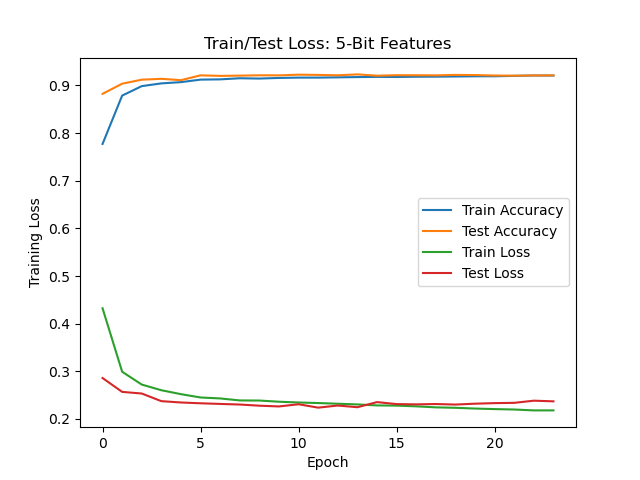 Train/Test Loss: 5-Bit Features
Training Loss
0.9
0.8
0.7
0.6
0.5
0.4
0.3
0.2
Train Accuracy
Test Accuracy
Train Loss
Test Loss
0
5
10
15
20
Epoch